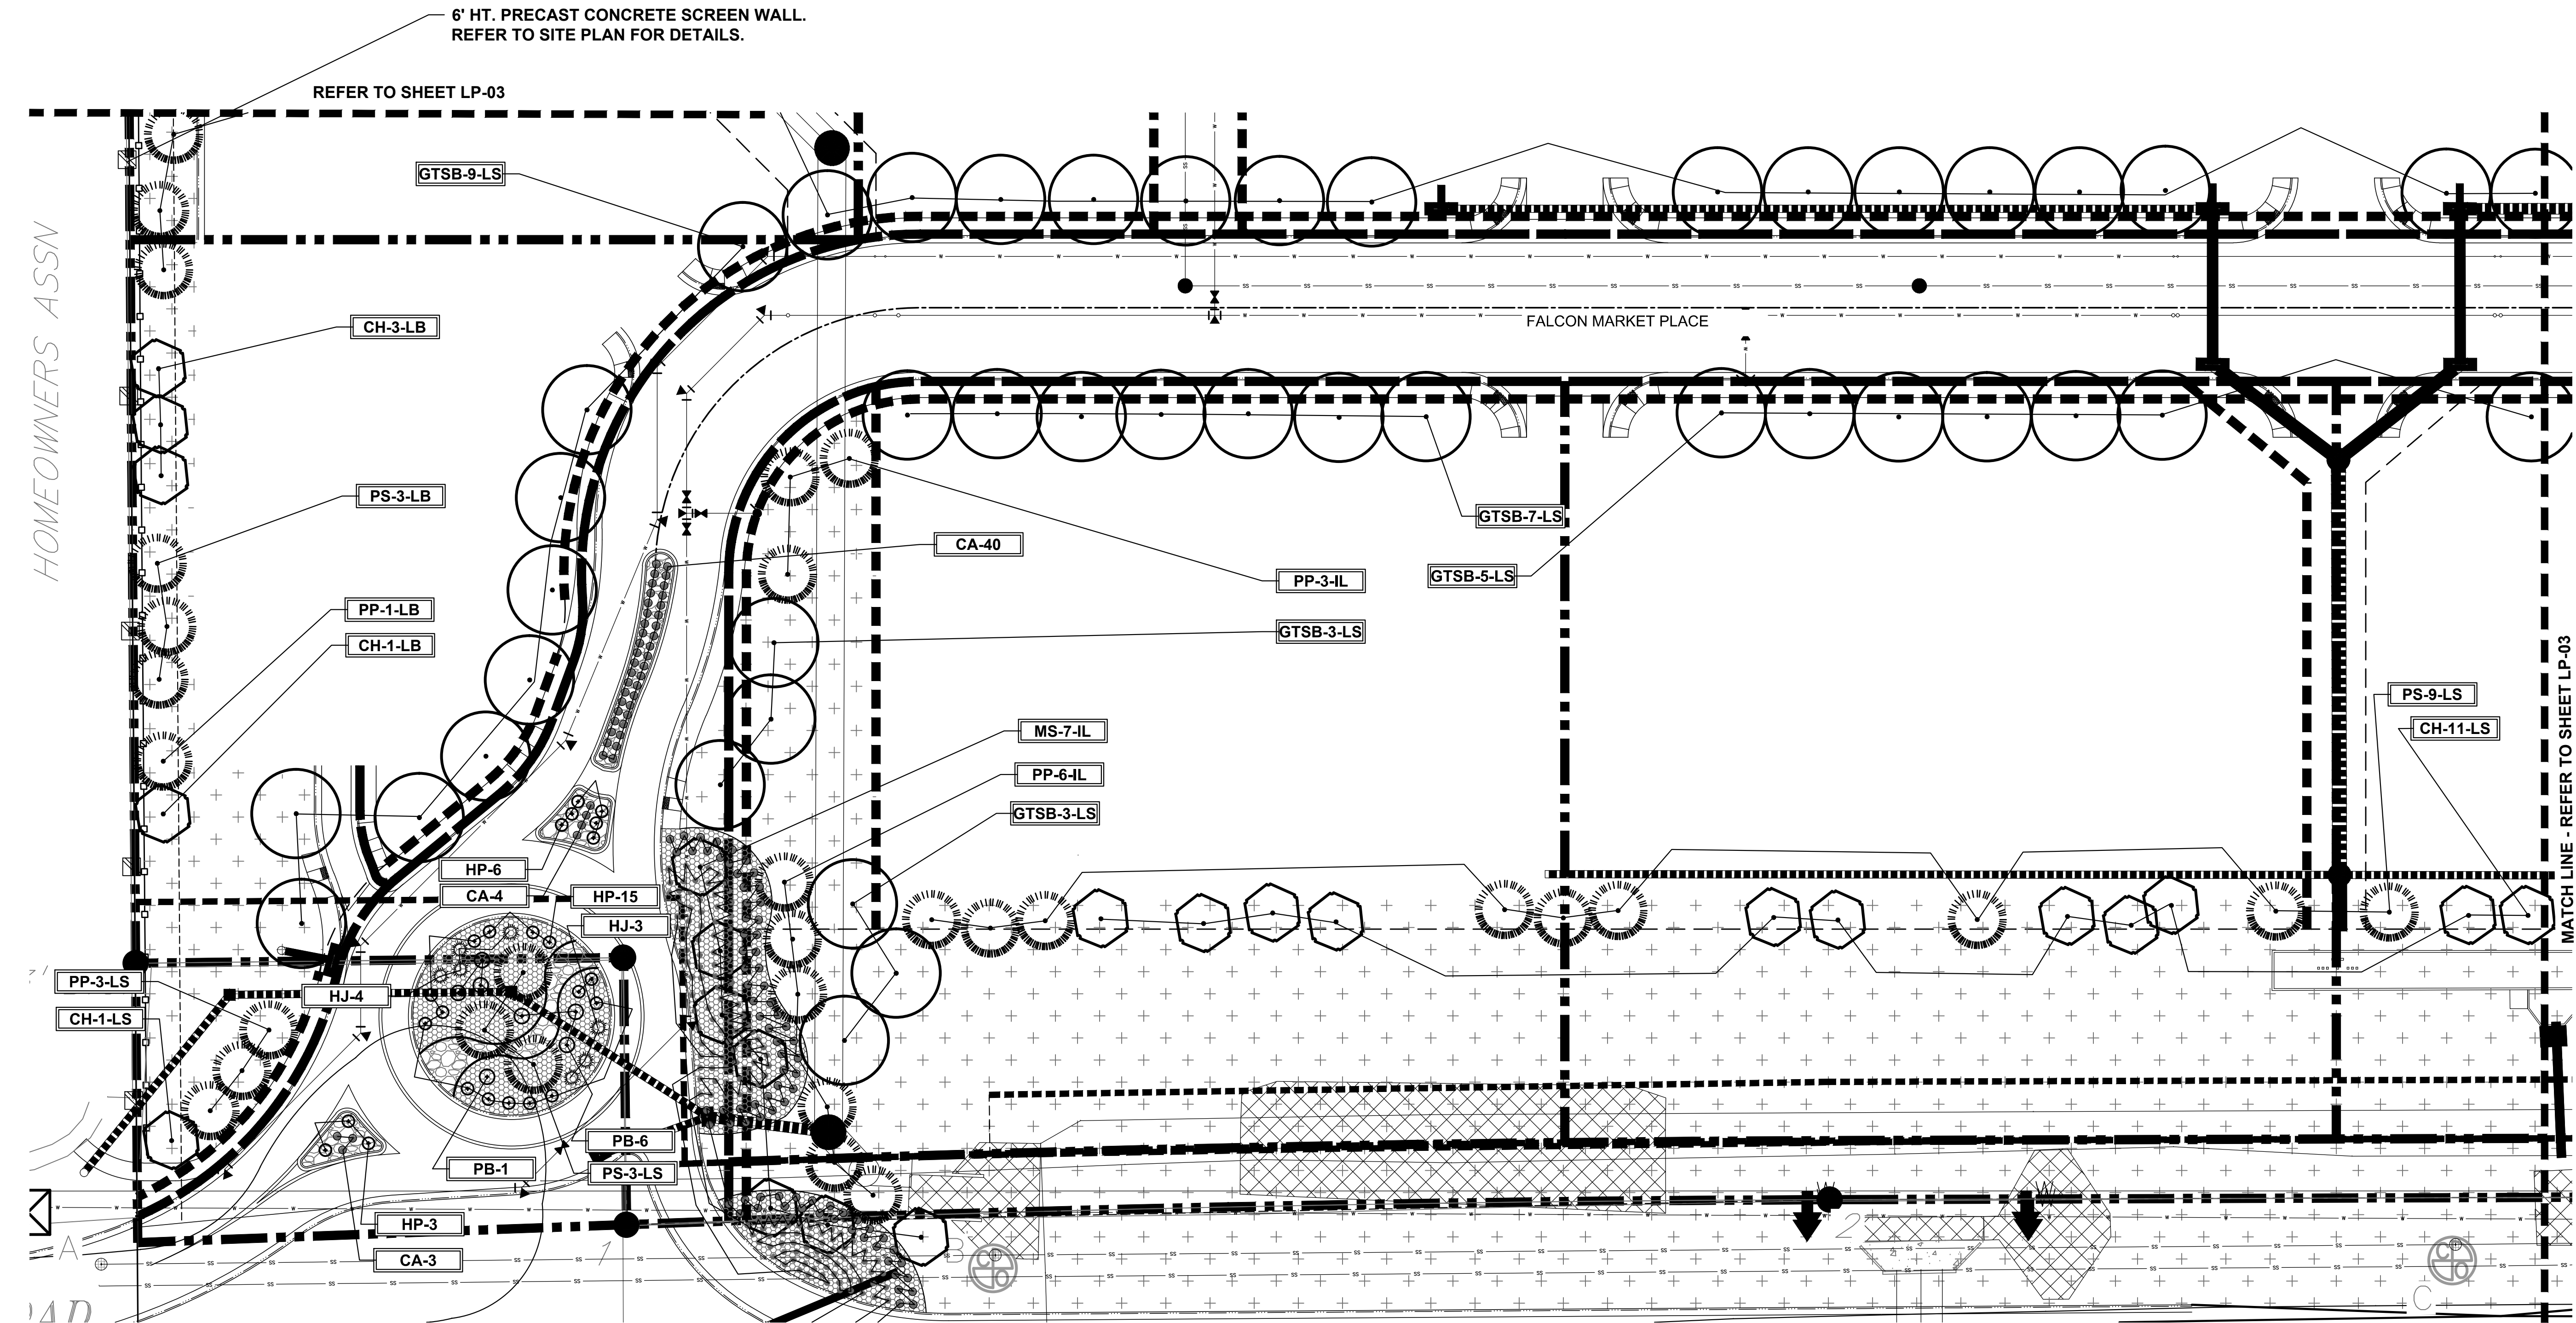 6' HT. PRECAST CONCRETE SCREEN WALL.
REFER TO SITE PLAN FOR DETAILS.
REFER TO SHEET LP-03
GTSB-9-LS
HOMEOWNERS ASSN
CH-3-LB
FALCON MARKET PLACE
PS-3-LB
GTSB-7-LS
CA-40
PP-3-IL
GTSB-5-LS
PP-1-LB
GTSB-3-LS
CH-1-LB
PS-9-LS
CH-11-LS
MATCH LINE - REFER TO SHEET LP-03
MS-7-IL
PP-6-IL
GTSB-3-LS
HP-6
CA-4
HP-15
HJ-3
PP-3-LS
HJ-4
CH-1-LS
PB-6
PB-1
PS-3-LS
HP-3
CA-3
A
1
B
CO
2
CO
C